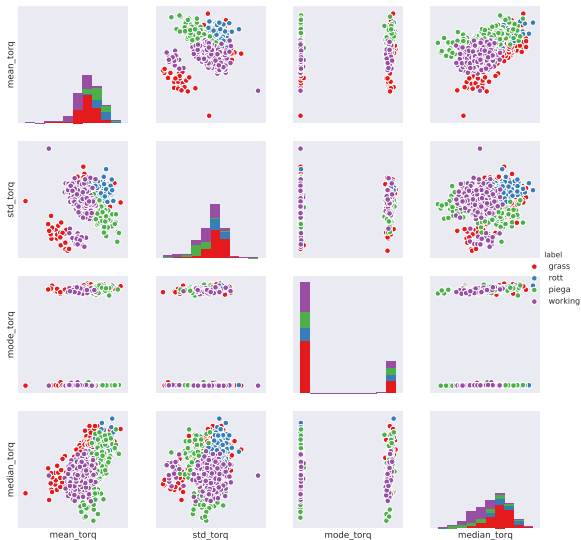 mean_torq
std_torq
label
grass
rott
piega
working
mode_torq
median_torq
mean_torq
std_torq
mode_torq
median_torq